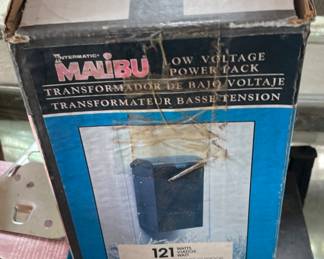 INTERMATIC
MALIBU
LOW VOLTAGE
POWER PACK
TRANSFORMADOR DE BAJO VOLTAJE
TRANSFORMATEUR BASSE TENSION
121
WATTS